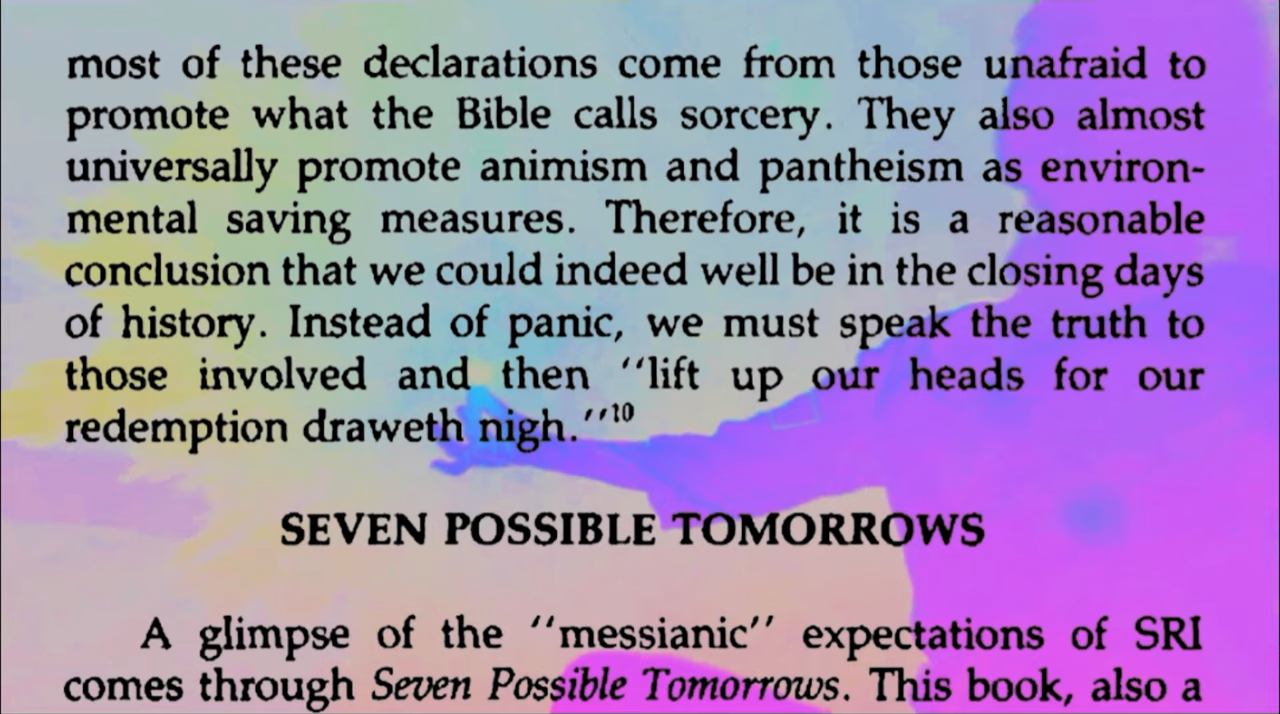 most of these declarations come from those unafraid to
promote what the Bible calls sorcery. They also almost
universally promote animism and pantheism as environ-
mental saving measures. Therefore, it is a reasonable
conclusion that we could indeed well be in the closing days
of history. Instead of panic, we must speak the truth to
those involved and then "lift up our heads for our
redemption draweth nigh."10
SEVEN POSSIBLE TOMORROWS
A glimpse of the "messianic" expectations of SRI
comes through Seven Possible Tomorrows. This book, also a